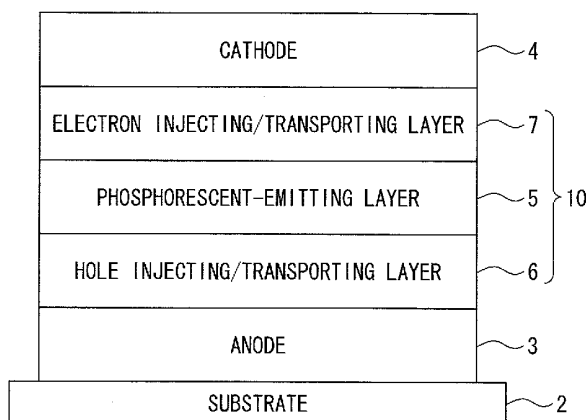 CATHODE 4
ELECTRON INJECTING/TRANSPORTING LAYER 7
PHOSPHORESCENT-EMITTING LAYER 5 10
HOLE INJECTING/TRANSPORTING LAYER 6
ANODE 3
SUBSTRATE 2